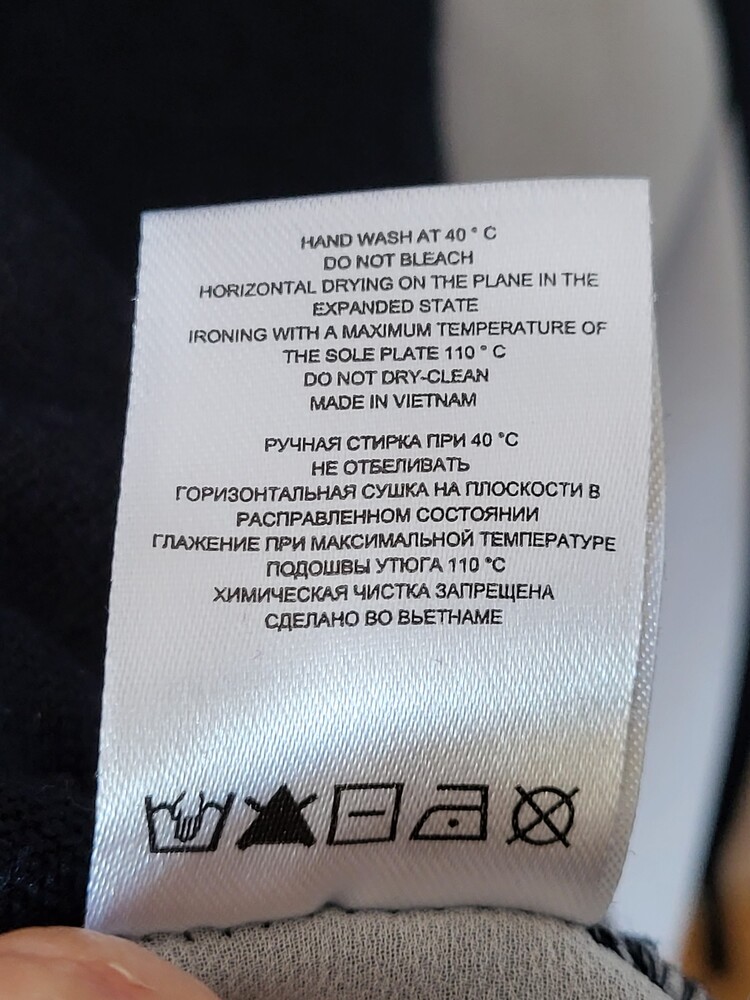 HAND WASH AT 40 ° C
DO NOT BLEACH
HORIZONTAL DRYING ON THE PLANE IN THE
EXPANDED STATE
IRONING WITH A MAXIMUM TEMPERATURE OF
THE SOLE PLATE 110 ° C
DO NOT DRY-CLEAN
MADE IN VIETNAM
РУЧНАЯ СТИРКА ПРИ 40 °C
НЕ ОТБЕЛИВАТЬ
ГОРИЗОНТАЛЬНАЯ СУШКА НА ПЛОСКОСТИ В
РАСПРАВЛЕННОМ СОСТОЯНИИ
ГЛАЖЕНИЕ ПРИ МАКСИМАЛЬНОЙ ТЕМПЕРАТУРЕ
ПОДОШВЫ УТЮГА 110 °C
ХИМИЧЕСКАЯ ЧИСТКА ЗАПРЕЩЕНА
СДЕЛАНО ВО ВЬЕТНАМЕ